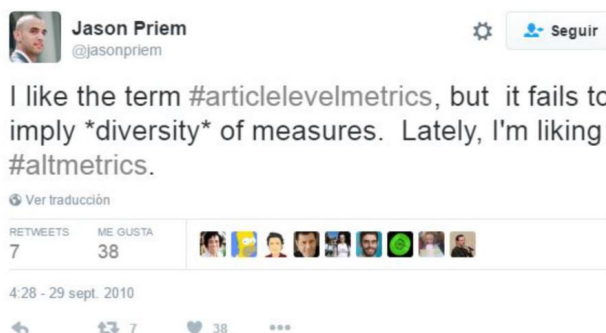 Jason Priem
@jasonpriem
Seguir
I like the term #articlelevelmetrics, but it fails to
imply *diversity* of measures. Lately, I'm liking
#altmetrics.
Ver traducción
RETWEETS ME GUSTA
7 38
4:28 - 29 sept. 2010
7 38